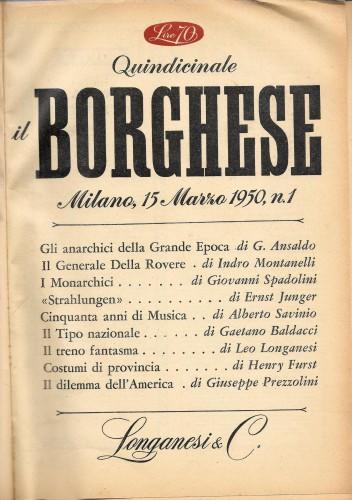 Lire 70
Quindicinale
il BORGHESE
Milano, 15 Marzo 1950, n.1
Gli anarchici della Grande Epoca di G. Ansaldo
Il Generale Della Rovere . di Indro Montanelli
I Monarchici . . . . . . . di Giovanni Spadolini
«Strahlungen» . . . . . . . . . . di Ernst Junger
Cinquanta anni di Musica . . di Alberto Savinio
Il Tipo nazionale . . . . . . di Gaetano Baldacci
Il treno fantasma . . . . . . . . di Leo Longanesi
Costumi di provincia . . . . . . di Henry Furst
Il dilemma dell'America . di Giuseppe Prezzolini
Longanesi & C.